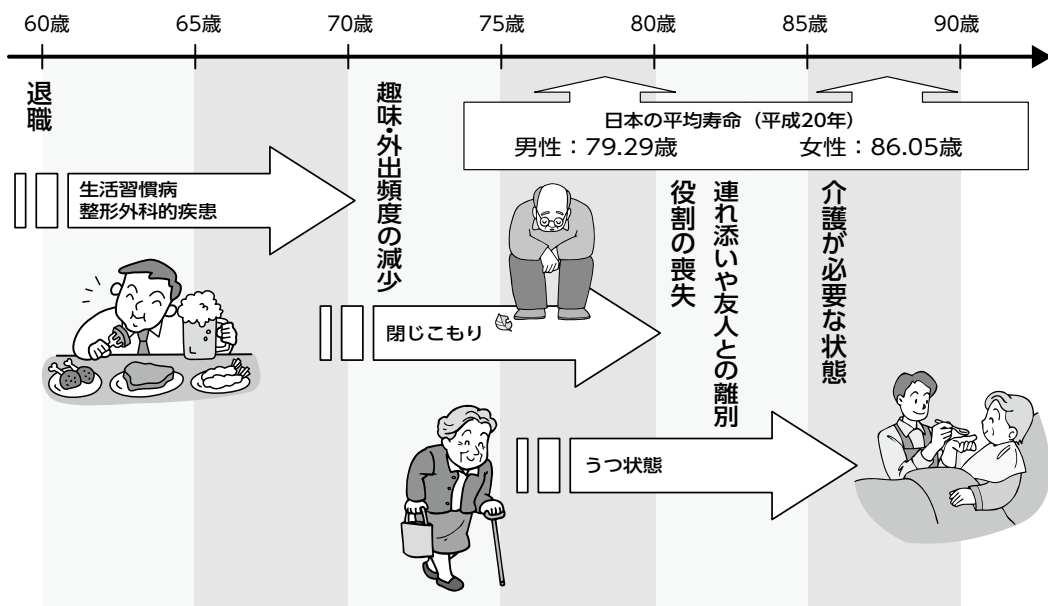 60歳
65歳
70歳
75歳
80歳
85歳
90歳
退職
趣味・外出頻度の減少
日本の平均寿命（平成20年）
男性：79.29歳
女性：86.05歳
生活習慣病
整形外科的疾患
役割の喪失
連れ添いや友人との離別
介護が必要な状態
閉じこもり
うつ状態